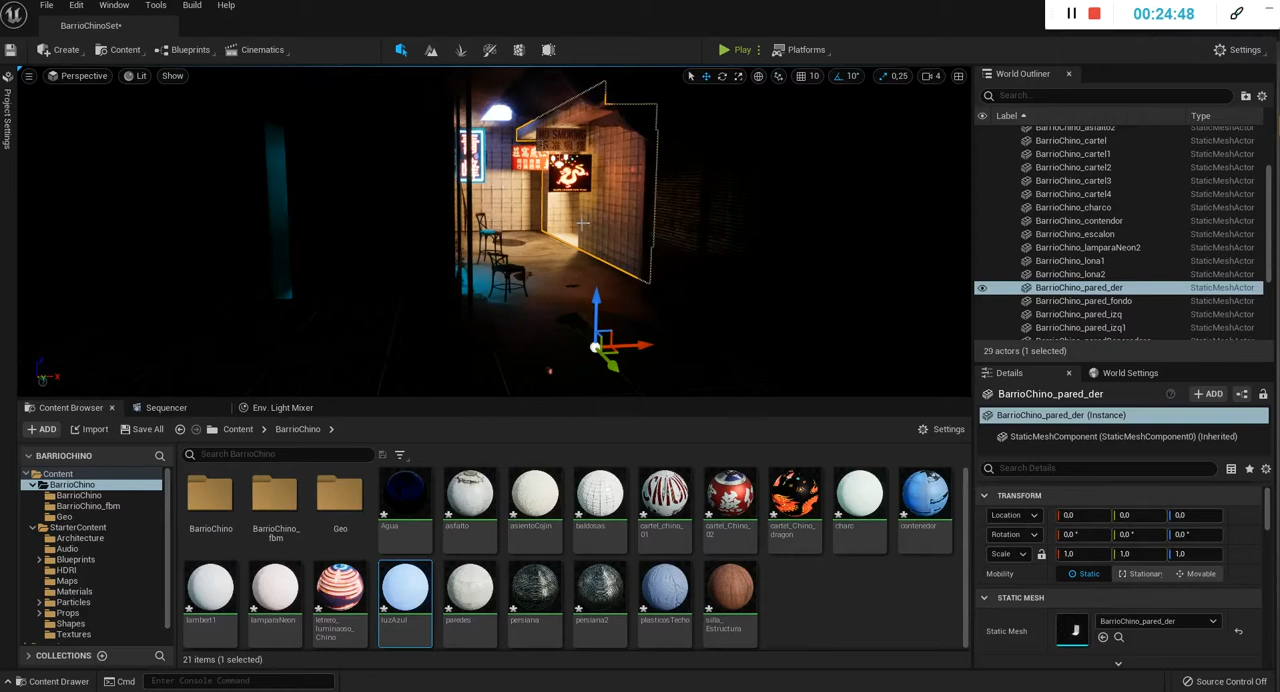 File Edit Window Tools Build Help
00:24:48
BarrioChinoSet*
Create Content Blueprints Cinematics Play Platforms Settings
Project Settings
Perspective Lit Show 10 10° 0,25 4
NO SMOKING
World Outliner
Search...
Label Type
BarrioChino_asfalto2 StaticMeshActor
BarrioChino_cartel StaticMeshActor
BarrioChino_cartel1 StaticMeshActor
BarrioChino_cartel2 StaticMeshActor
BarrioChino_cartel3 StaticMeshActor
BarrioChino_cartel4 StaticMeshActor
BarrioChino_charco StaticMeshActor
BarrioChino_contendor StaticMeshActor
BarrioChino_escalon StaticMeshActor
BarrioChino_lamparaNeon2 StaticMeshActor
BarrioChino_lona1 StaticMeshActor
BarrioChino_lona2 StaticMeshActor
BarrioChino_pared_der StaticMeshActor
BarrioChino_pared_fondo StaticMeshActor
BarrioChino_pared_izq StaticMeshActor
BarrioChino_pared_izq1 StaticMeshActor
29 actors (1 selected)
Details World Settings
BarrioChino_pared_der ADD
BarrioChino_pared_der (Instance)
StaticMeshComponent (StaticMeshComponent0) (Inherited)
Search Details
TRANSFORM
Location 0,0 0,0 0,0
Rotation 0,0 ° 0,0 ° 0,0 °
Scale 1,0 1,0 1,0
Mobility Static Stationar Movable
STATIC MESH
Static Mesh BarrioChino_pared_der
Content Browser Sequencer Env. Light Mixer
ADD Import Save All Content BarrioChino Settings
BARRIOCHINO
Content
BarrioChino
BarrioChino
BarrioChino_fbm
Geo
StarterContent
Architecture
Audio
Blueprints
HDRI
Maps
Materials
Particles
Props
Shapes
Textures
COLLECTIONS
Search BarrioChino
BarrioChino BarrioChino_fbm Geo Agua asfalto asientoCojin baldosas cartel_chino_01 cartel_Chino_02 cartel_Chino_dragon charc contenedor
lambert1 lamparaNeon letrero_luminaoso_Chino luzAzul paredes persiana persiana2 plasticosTecho silla_Estructura
21 items (1 selected)
Content Drawer Cmd Enter Console Command Source Control Off